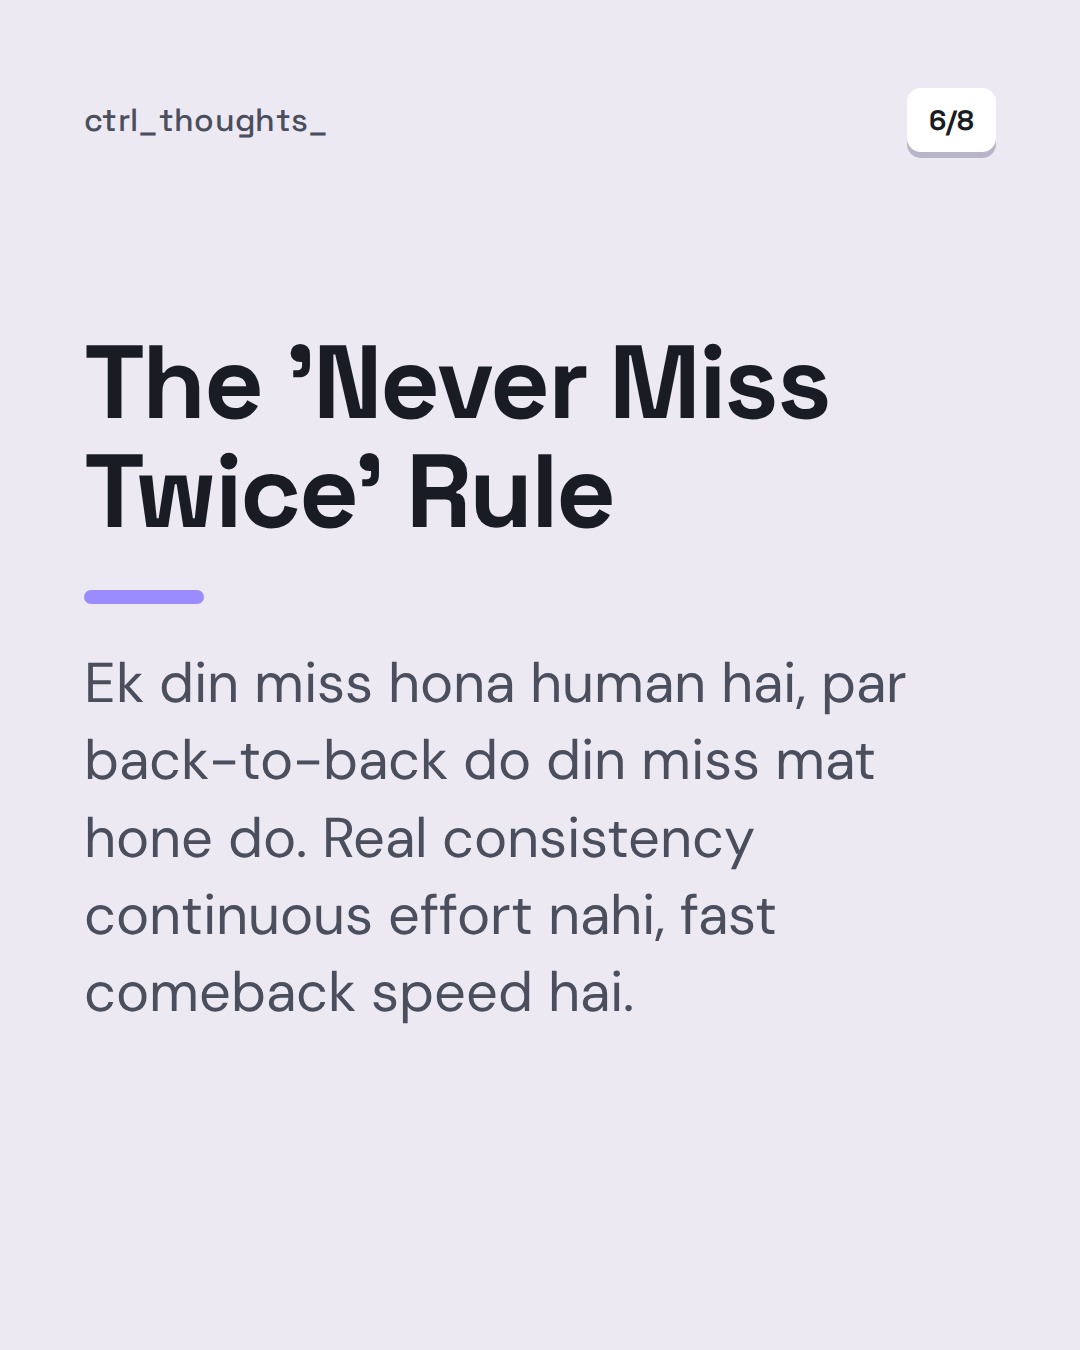 ctrl_thoughts_
6/8
The ’Never Miss
Twice’ Rule
Ek din miss hona human hai, par
back-to-back do din miss mat
hone do. Real consistency
continuous effort nahi, fast
comeback speed hai.